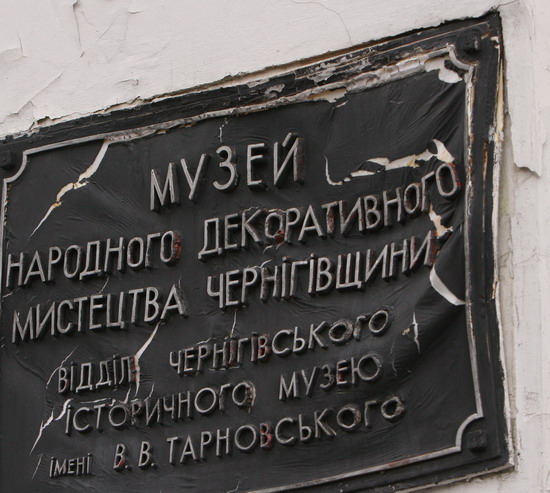 МУЗЕЙ
НАРОДНОГО ДЕКОРАТИВНОГО
МИСТЕЦТВА ЧЕРНІГІВЩИНИ
ВІДДІЛ ЧЕРНІГІВСЬКОГО
ІСТОРИЧНОГО МУЗЕЮ
ІМЕНІ В.В. ТАРНОВСЬКОГО